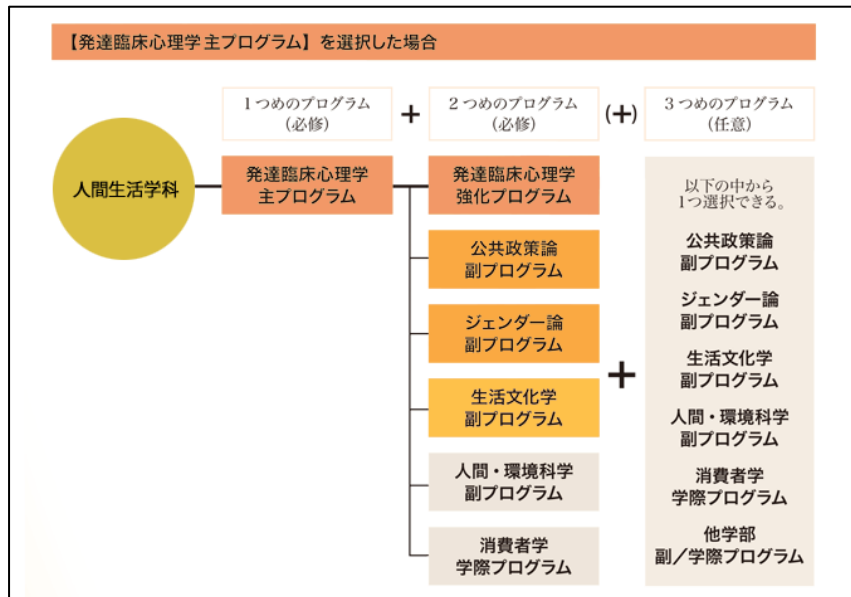 【発達臨床心理学 主プログラム】を選択した場合
1つめのプログラム
(必修)
+
2つめのプログラム
(必修)
(+)
3つめのプログラム
(任意)
人間生活学科
発達臨床心理学
主プログラム
発達臨床心理学
強化プログラム
公共政策論
副プログラム
ジェンダー論
副プログラム
生活文化学
副プログラム
人間・環境科学
副プログラム
消費者学
学際プログラム
+
以下の中から
1つ選択できる。
公共政策論
副プログラム
ジェンダー論
副プログラム
生活文化学
副プログラム
人間・環境科学
副プログラム
消費者学
学際プログラム
他学部
副／学際プログラム